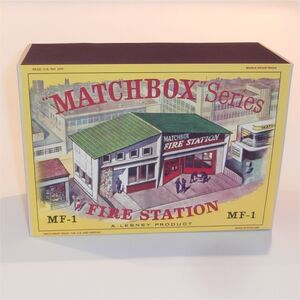 "MATCHBOX" Series
MATCHBOX
FIRE STATION
FIRE STATION
MF-1
MF-1
A LESNEY PRODUCT